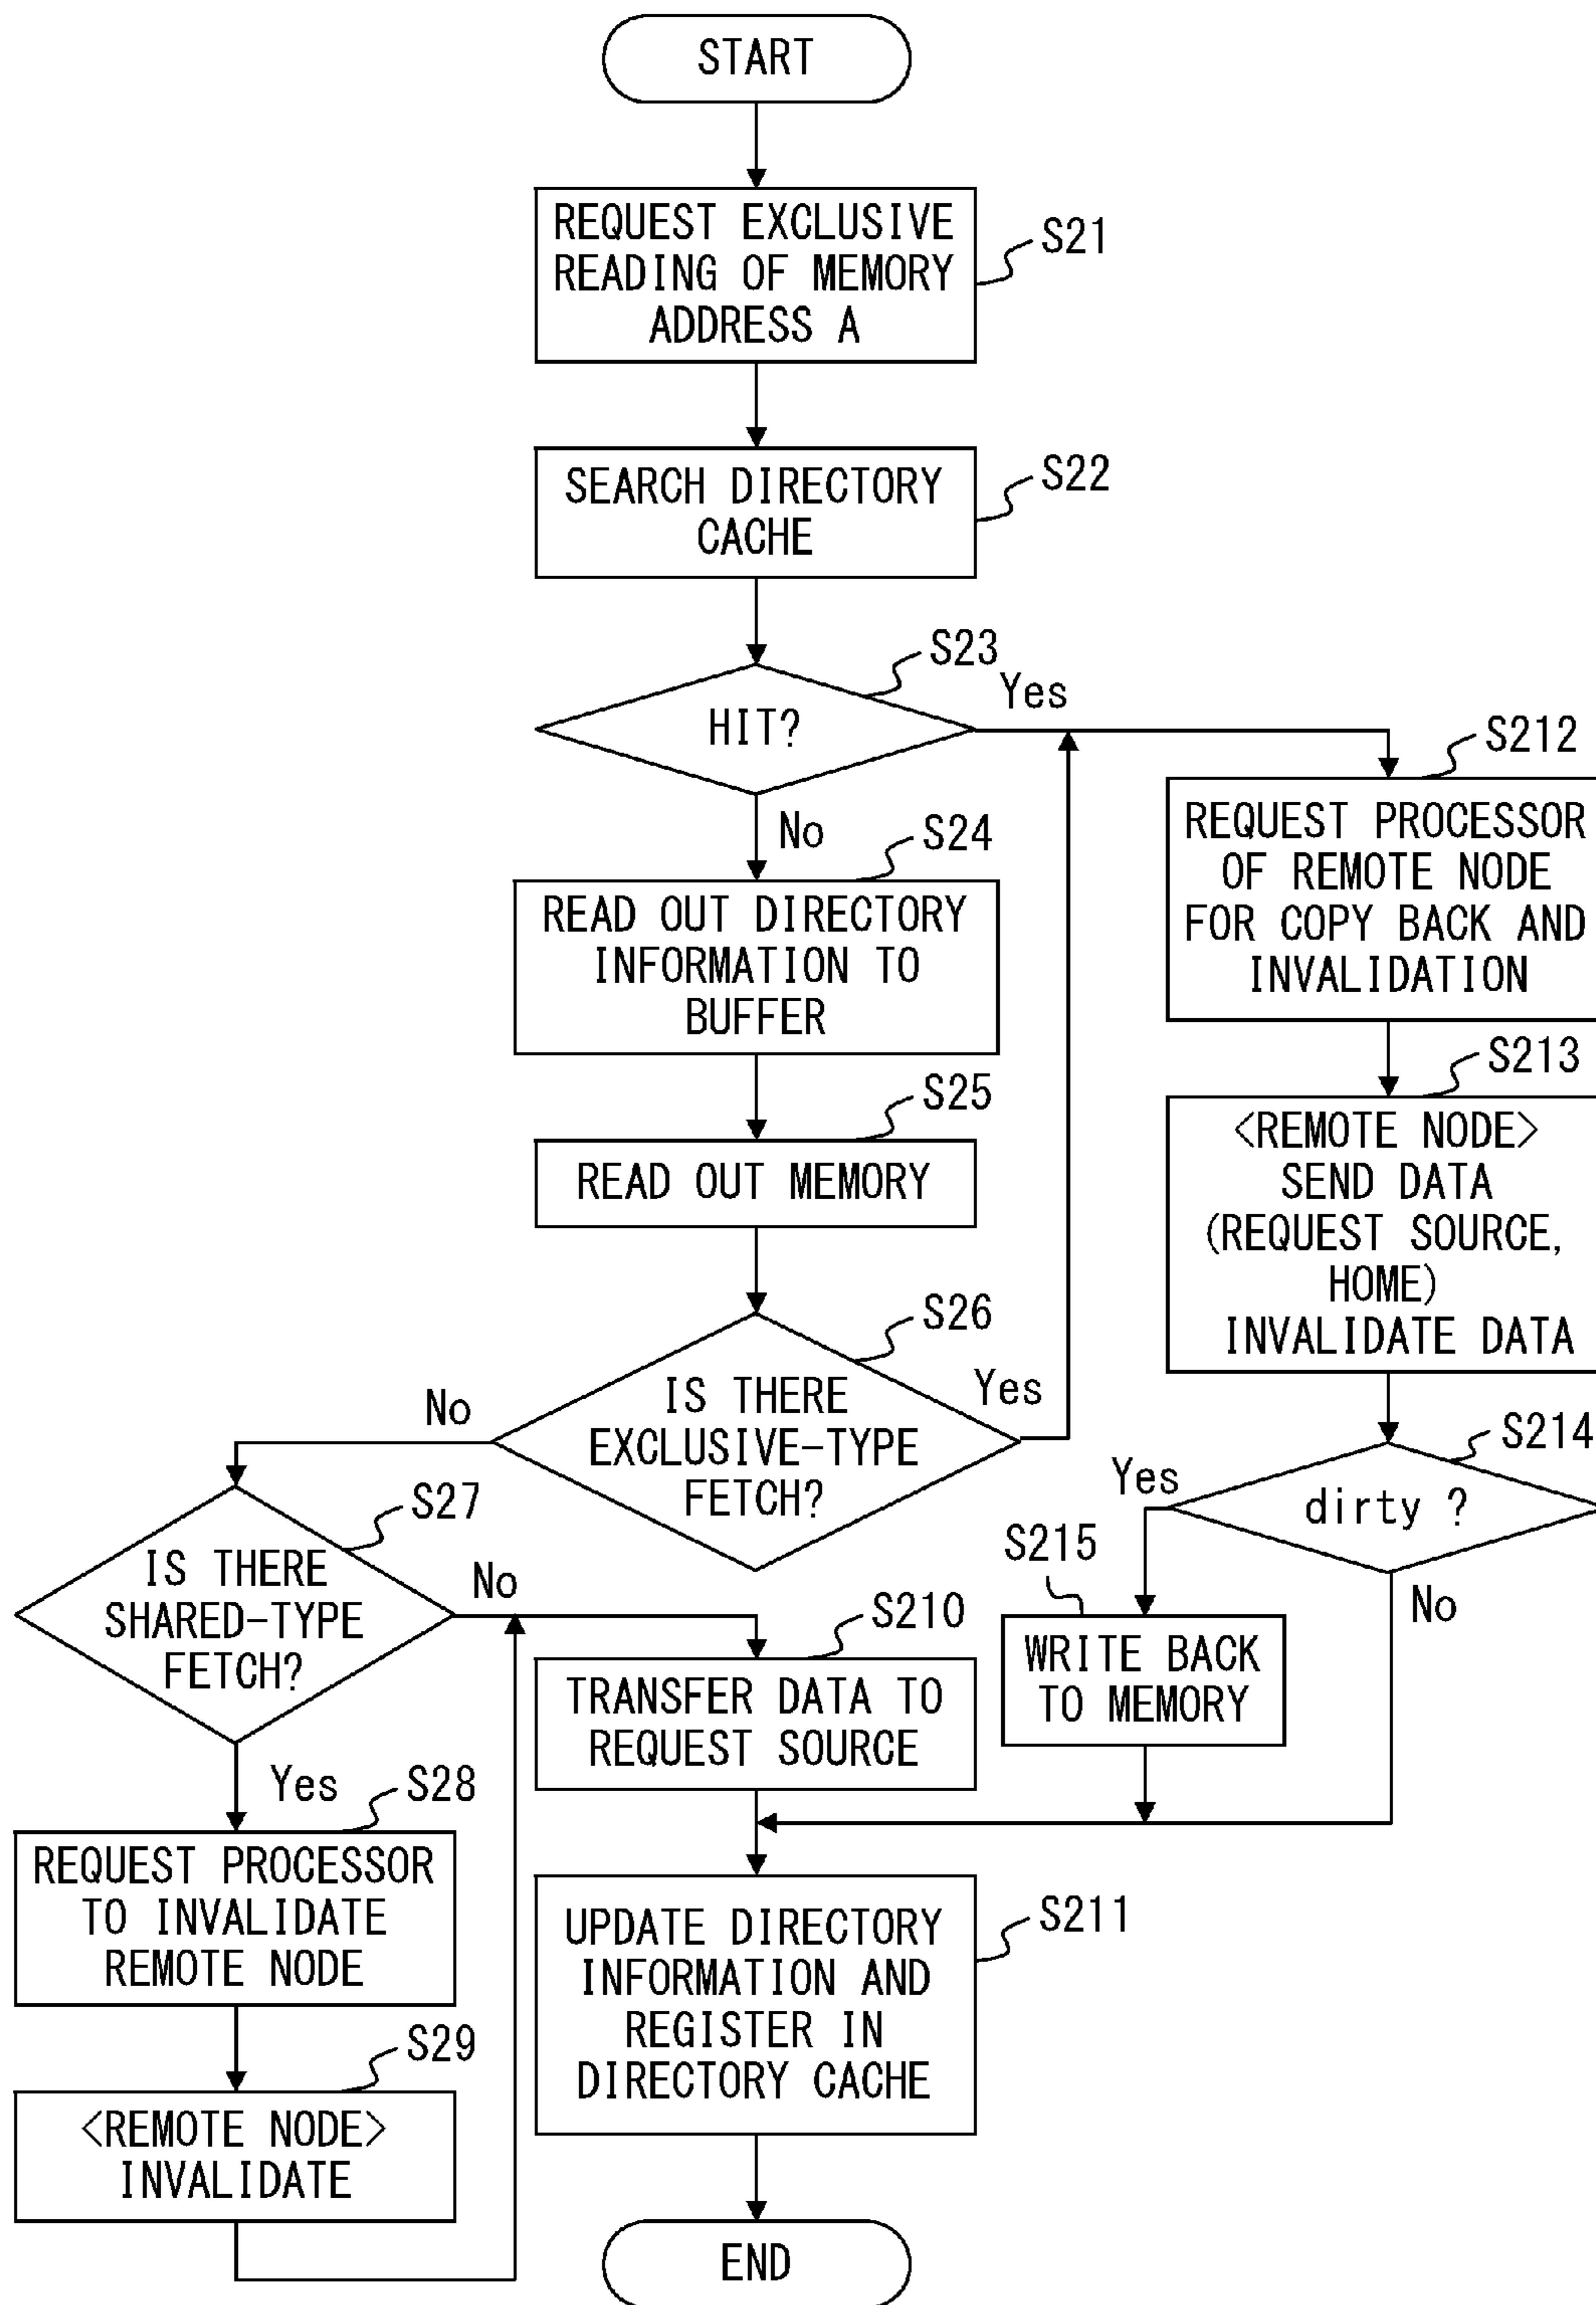 START
REQUEST EXCLUSIVE
READING OF MEMORY
ADDRESS A
S21
SEARCH DIRECTORY
CACHE
S22
HIT?
S23
Yes
No
READ OUT DIRECTORY
INFORMATION TO
BUFFER
S24
READ OUT MEMORY
S25
IS THERE
EXCLUSIVE-TYPE
FETCH?
S26
Yes
No
IS THERE
SHARED-TYPE
FETCH?
S27
No
Yes
REQUEST PROCESSOR
TO INVALIDATE
REMOTE NODE
S28
<REMOTE NODE>
INVALIDATE
S29
TRANSFER DATA TO
REQUEST SOURCE
S210
UPDATE DIRECTORY
INFORMATION AND
REGISTER IN
DIRECTORY CACHE
S211
REQUEST PROCESSOR
OF REMOTE NODE
FOR COPY BACK AND
INVALIDATION
S212
<REMOTE NODE>
SEND DATA
(REQUEST SOURCE,
HOME)
INVALIDATE DATA
S213
dirty ?
S214
Yes
No
WRITE BACK
TO MEMORY
S215
END